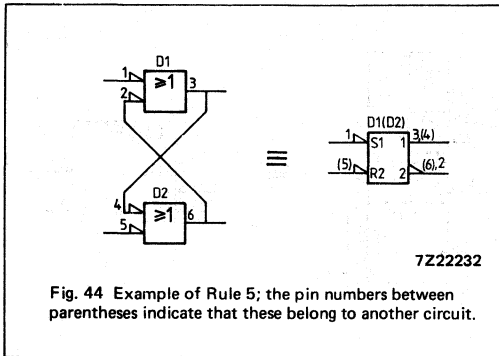 D1
1 ≥1 3
2
D2
4 ≥1 6
5
≡
D1(D2)
1 S1 1 3,(4)
(5) R2 2 (6),2
7Z22232
Fig. 44 Example of Rule 5; the pin numbers between
parentheses indicate that these belong to another circuit.